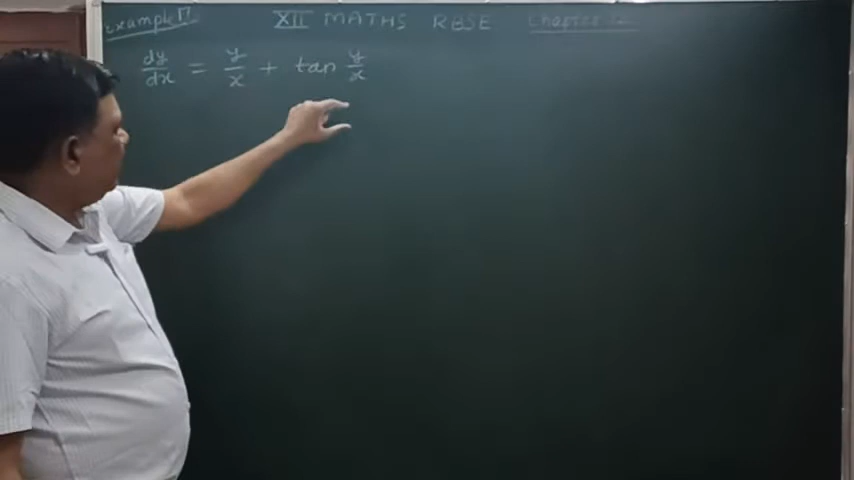 Example 17 XII MATHS RBSE Chapter 12
dy/dx = y/x + tan y/x